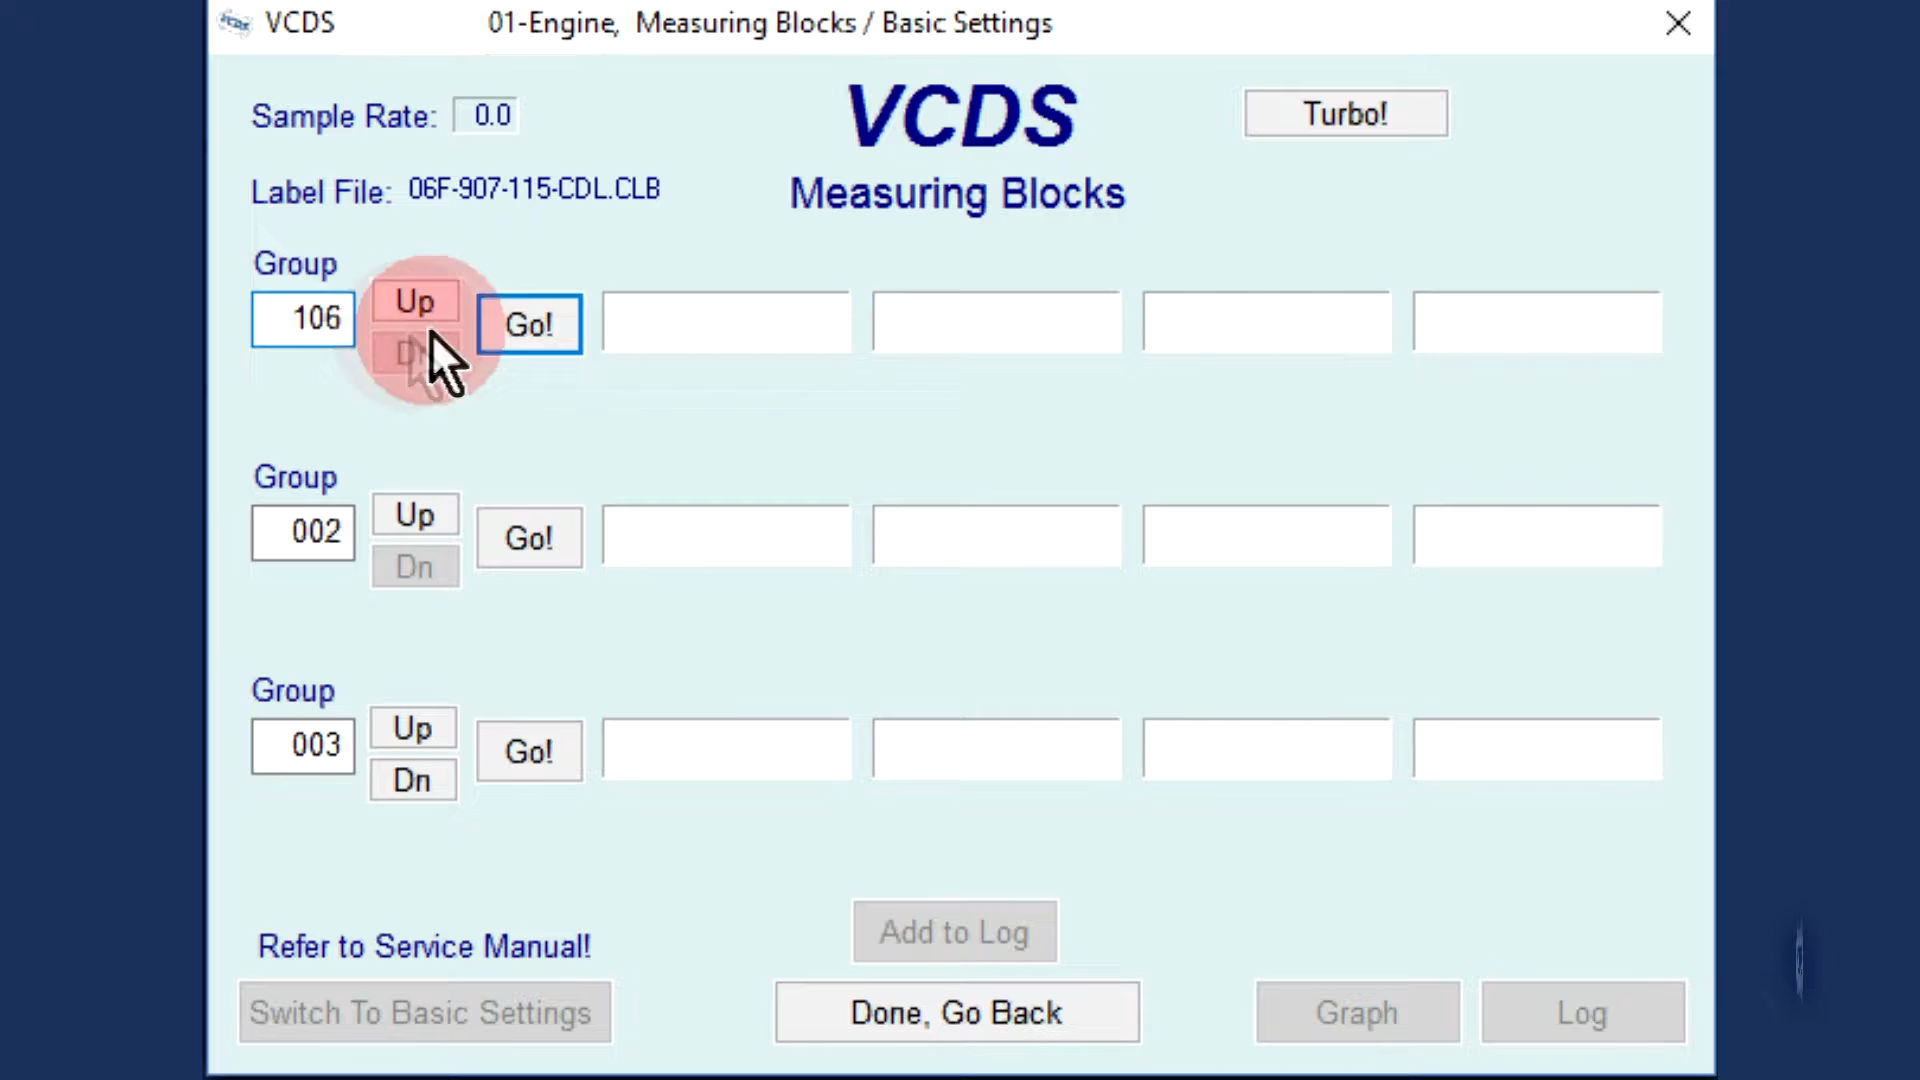 VCDS 01-Engine, Measuring Blocks / Basic Settings
Sample Rate: 0.0
VCDS
Turbo!
Label File: 06F-907-115-CDL.CLB
Measuring Blocks
Group
106
Up
Dn
Go!
Group
002
Up
Dn
Go!
Group
003
Up
Dn
Go!
Refer to Service Manual!
Add to Log
Switch To Basic Settings
Done, Go Back
Graph
Log